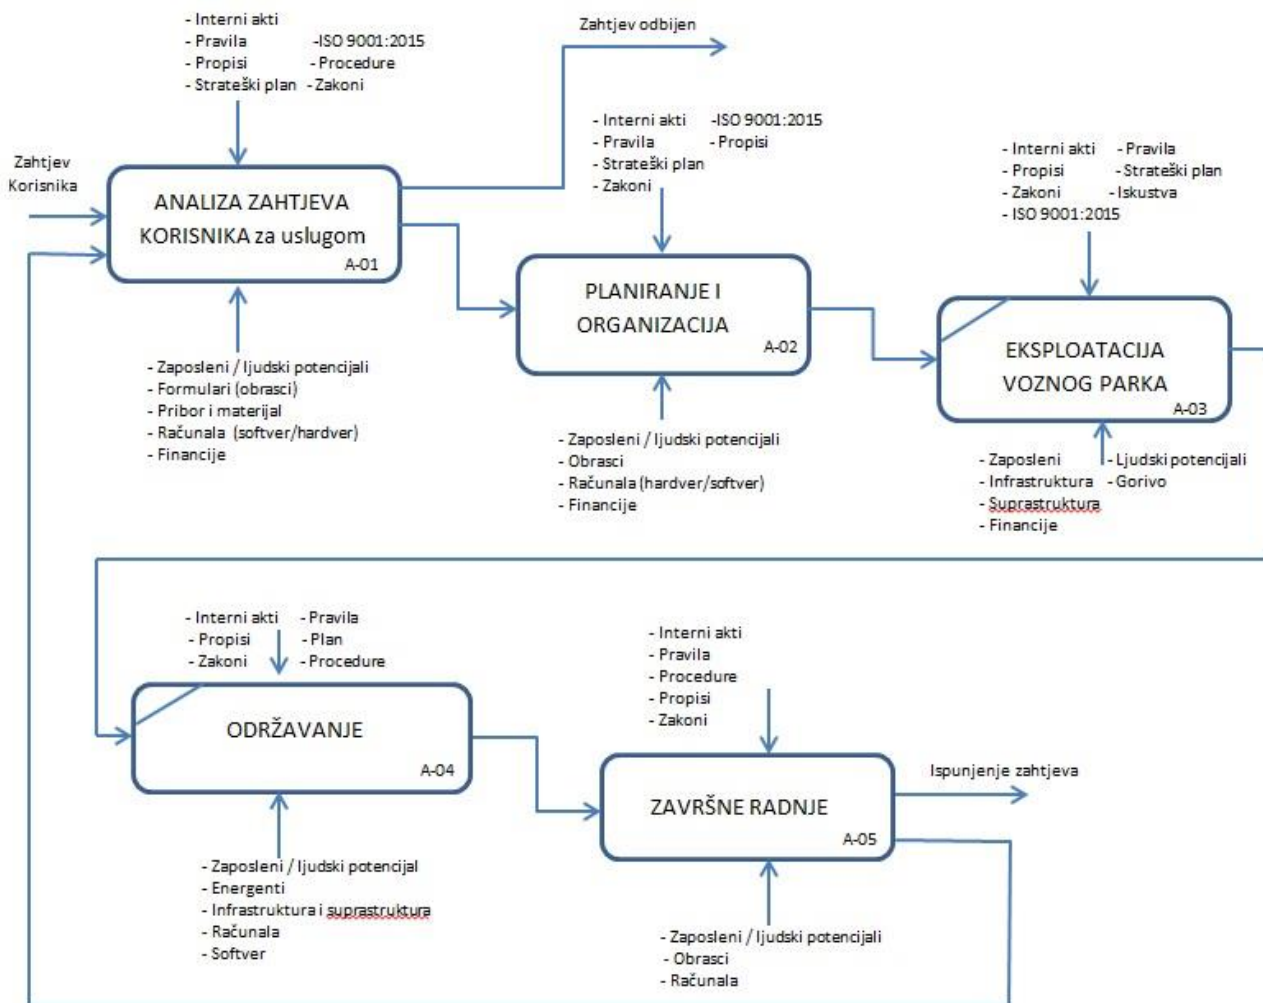 - Interni akti
- Pravila -ISO 9001:2015
- Propisi - Procedure
- Strateški plan - Zakoni
Zahtjev odbijen
Zahtjev
Korisnika
ANALIZA ZAHTJEVA
KORISNIKA za uslugom
A-01
- Zaposleni / ljudski potencijali
- Formulari (obrasci)
- Pribor i materijal
- Računala (softver/hardver)
- Financije
- Interni akti -ISO 9001:2015
- Pravila - Propisi
- Strateški plan
- Zakoni
PLANIRANJE I
ORGANIZACIJA
A-02
- Zaposleni / ljudski potencijali
- Obrasci
- Računala (hardver/softver)
- Financije
- Interni akti - Pravila
- Propisi - Strateški plan
- Zakoni - Iskustva
- ISO 9001:2015
EKSPLOATACIJA
VOZNOG PARKA
A-03
- Zaposleni - Ljudski potencijali
- Infrastruktura - Gorivo
- Suprastruktura
- Financije
- Interni akti - Pravila
- Propisi - Plan
- Zakoni - Procedure
ODRŽAVANJE
A-04
- Zaposleni / ljudski potencijal
- Energenti
- Infrastruktura i suprastruktura
- Računala
- Softver
- Interni akti
- Pravila
- Procedure
- Propisi
- Zakoni
ZAVRŠNE RADNJE
A-05
Ispunjenje zahtjeva
- Zaposleni / ljudski potencijali
- Obrasci
- Računala